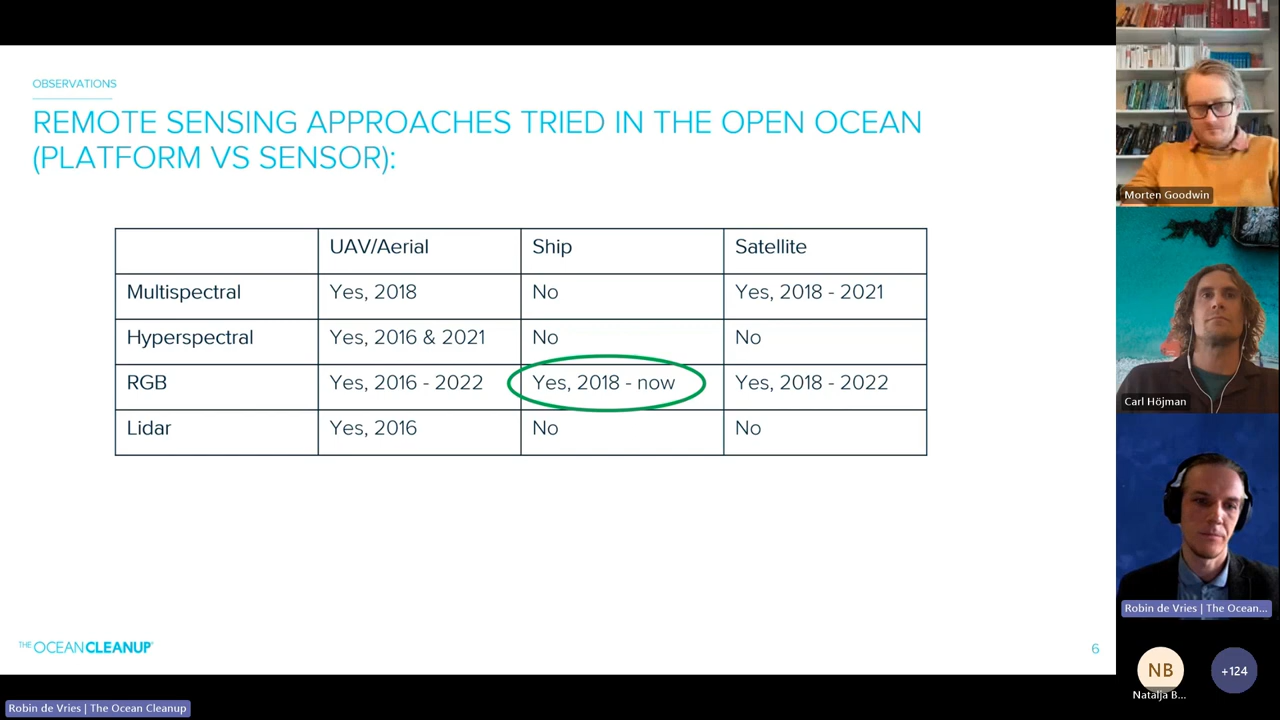 OBSERVATIONS
REMOTE SENSING APPROACHES TRIED IN THE OPEN OCEAN
(PLATFORM VS SENSOR):
UAV/Aerial Ship Satellite
Multispectral Yes, 2018 No Yes, 2018 - 2021
Hyperspectral Yes, 2016 & 2021 No No
RGB Yes, 2016 - 2022 Yes, 2018 - now Yes, 2018 - 2022
Lidar Yes, 2016 No No
THE OCEANCLEANUP
6
Robin de Vries | The Ocean Cleanup
Morten Goodwin
Carl Höjman
Robin de Vries | The Ocean...
NB
Natalja B...
+124